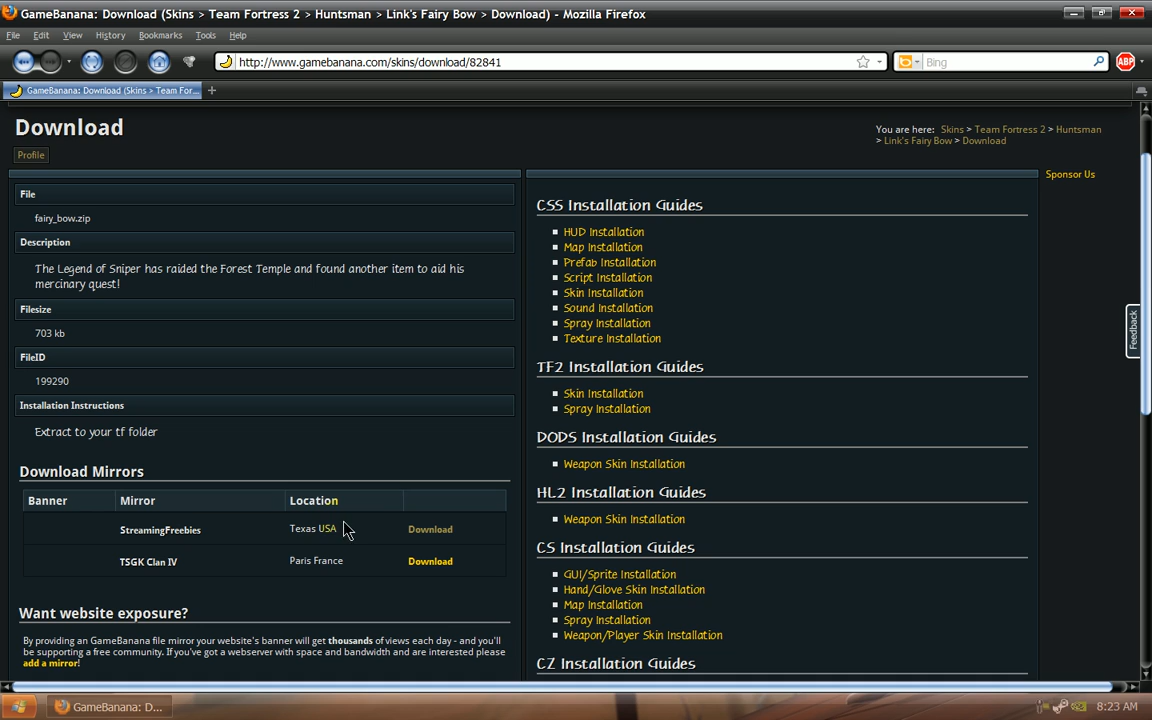 GameBanana: Download (Skins > Team Fortress 2 > Huntsman > Link's Fairy Bow > Download) - Mozilla Firefox
File Edit View History Bookmarks Tools Help
http://www.gamebanana.com/skins/download/82841
Bing
ABP
GameBanana: Download (Skins > Team For...
Download
You are here: Skins > Team Fortress 2 > Huntsman
> Link's Fairy Bow > Download
Profile
Sponsor Us
File
fairy_bow.zip
Description
The Legend of Sniper has raided the Forest Temple and found another item to aid his
mercinary quest!
Filesize
703 kb
FileID
199290
Installation Instructions
Extract to your tf folder
Download Mirrors
Banner Mirror Location
StreamingFreebies Texas USA Download
TSGK Clan IV Paris France Download
Want website exposure?
By providing an GameBanana file mirror your website's banner will get thousands of views each day - and you'll
be supporting a free community. If you've got a webserver with space and bandwidth and are interested please
add a mirror!
CSS Installation Guides
HUD Installation
Map Installation
Prefab Installation
Script Installation
Skin Installation
Sound Installation
Spray Installation
Texture Installation
TF2 Installation Guides
Skin Installation
Spray Installation
DODS Installation Guides
Weapon Skin Installation
HL2 Installation Guides
Weapon Skin Installation
CS Installation Guides
GUI/Sprite Installation
Hand/Glove Skin Installation
Map Installation
Spray Installation
Weapon/Player Skin Installation
CZ Installation Guides
Feedback
GameBanana: D...
8:23 AM